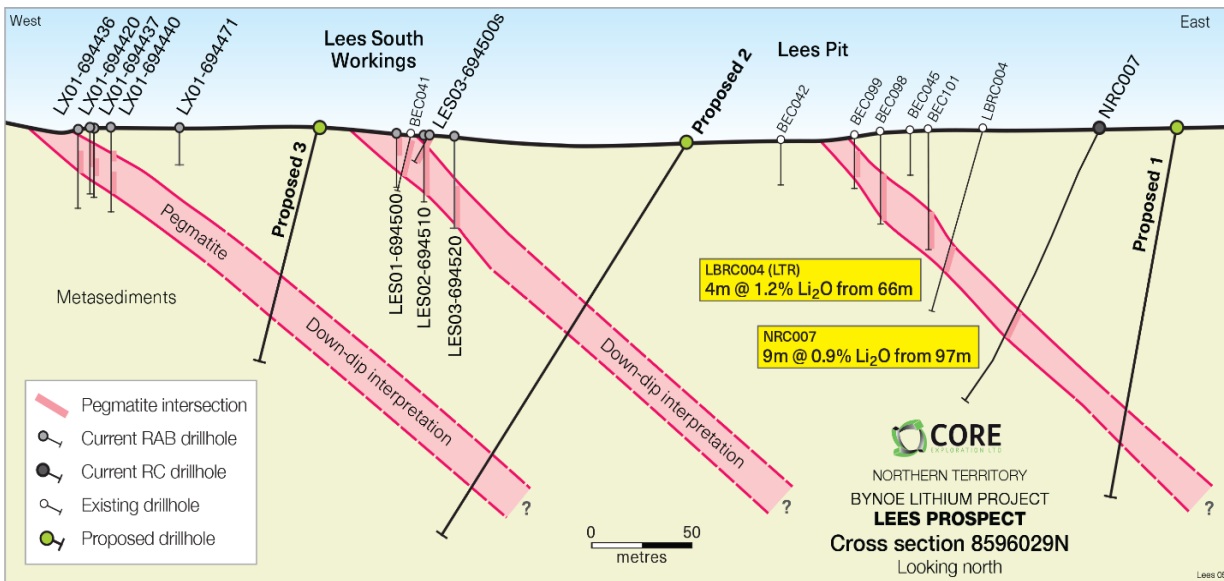 West
East
LX01-694436
LX01-694420
LX01-694437
LX01-694440
LX01-694471
Lees South
Workings
BEC041
LES03-694500s
Proposed 2
Lees Pit
BEC042
BEC099
BEC098
BEC045
BEC101
LBRC004
NRC007
Proposed 3
Proposed 1
LES01-694500
LES02-694510
LES03-694520
Pegmatite
Metasediments
Down-dip interpretation
Down-dip interpretation
LBRC004 (LTR)
4m @ 1.2% Li₂O from 66m
NRC007
9m @ 0.9% Li₂O from 97m
Pegmatite intersection
Current RAB drillhole
Current RC drillhole
Existing drillhole
Proposed drillhole
?
?
?
0 50
metres
CORE
EXPLORATION LTD
NORTHERN TERRITORY
BYNOE LITHIUM PROJECT
LEES PROSPECT
Cross section 8596029N
Looking north